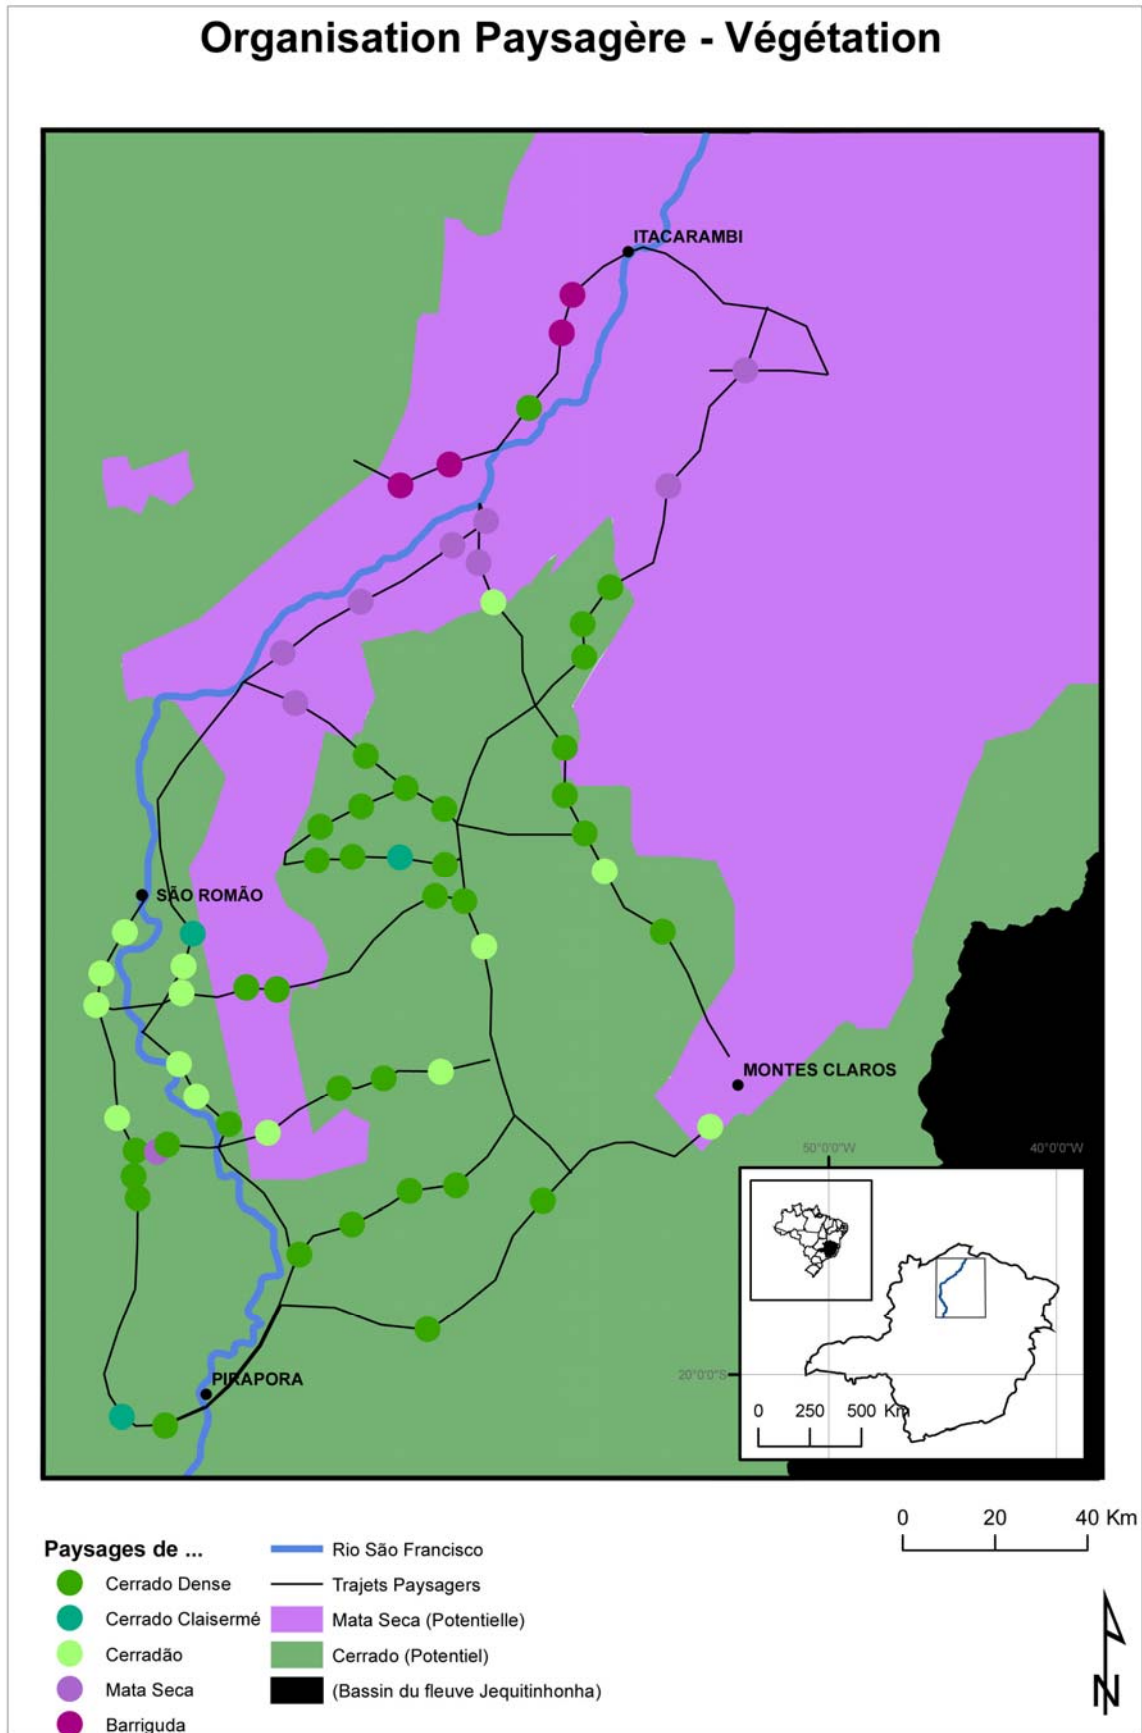 Organisation Paysagère - Végétation
ITACARAMBI
SÃO ROMÃO
MONTES CLAROS
50°0'0"W
40°0'0"W
20°0'0"S
0 250 500 Km
PIRAPORA
0 20 40 Km
Paysages de ...
Cerrado Dense
Cerrado Claisermé
Cerradão
Mata Seca
Barriguda
Rio São Francisco
Trajets Paysagers
Mata Seca (Potentielle)
Cerrado (Potentiel)
(Bassin du fleuve Jequitinhonha)
N